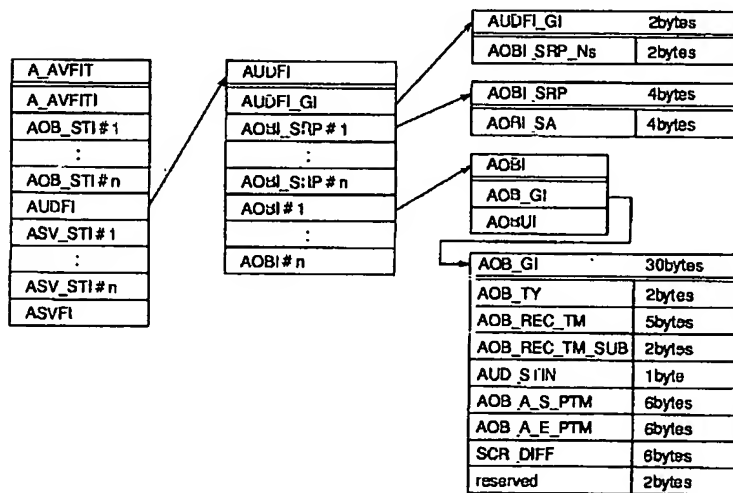 A_AVFIT
A_AVFITI
AOB_STI#1
:
AOB_STI#n
AUDFI
ASV_STI#1
:
ASV_STI#n
ASVFI
AUDFI
AUDFI_GI
AOBI_SRP#1
:
AOBI_SRP#n
AOBI#1
:
AOBI#n
AUDFI_GI 2bytes
AOBI_SRP_Ns 2bytes
AOBI_SRP 4bytes
AOBI_SA 4bytes
AOBI
AOB_GI
AOBUI
AOB_GI 30bytes
AOB_TY 2bytes
AOB_REC_TM 5bytes
AOB_REC_TM_SUB 2bytes
AUD_STIN 1byte
AOB_A_S_PTM 6bytes
AOB_A_E_PTM 6bytes
SCR_DIFF 6bytes
reserved 2bytes